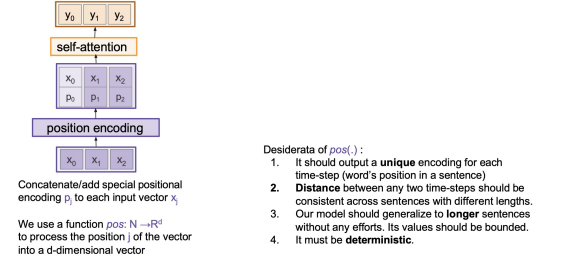 y0 y1 y2
self-attention
x0 x1 x2
p0 p1 p2
position encoding
x0 x1 x2
Concatenate/add special positional
encoding pj to each input vector xj
We use a function pos: N →Rd
to process the position j of the vector
into a d-dimensional vector
Desiderata of pos(.) :
1. It should output a unique encoding for each
time-step (word's position in a sentence)
2. Distance between any two time-steps should be
consistent across sentences with different lengths.
3. Our model should generalize to longer sentences
without any efforts. Its values should be bounded.
4. It must be deterministic.